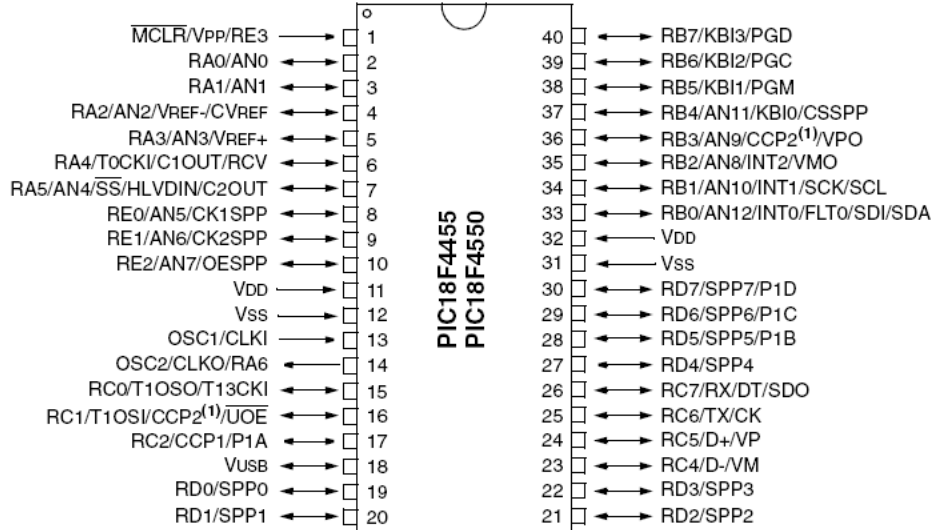 MCLR/VPP/RE3 1
RA0/AN0 2
RA1/AN1 3
RA2/AN2/VREF-/CVREF 4
RA3/AN3/VREF+ 5
RA4/T0CKI/C1OUT/RCV 6
RA5/AN4/SS/HLVDIN/C2OUT 7
RE0/AN5/CK1SPP 8
RE1/AN6/CK2SPP 9
RE2/AN7/OESPP 10
VDD 11
VSS 12
OSC1/CLKI 13
OSC2/CLKO/RA6 14
RC0/T1OSO/T13CKI 15
RC1/T1OSI/CCP2(1)/UOE 16
RC2/CCP1/P1A 17
VUSB 18
RD0/SPP0 19
RD1/SPP1 20
PIC18F4455
PIC18F4550
40 RB7/KBI3/PGD
39 RB6/KBI2/PGC
38 RB5/KBI1/PGM
37 RB4/AN11/KBI0/CSSPP
36 RB3/AN9/CCP2(1)/VPO
35 RB2/AN8/INT2/VMO
34 RB1/AN10/INT1/SCK/SCL
33 RB0/AN12/INT0/FLT0/SDI/SDA
32 VDD
31 VSS
30 RD7/SPP7/P1D
29 RD6/SPP6/P1C
28 RD5/SPP5/P1B
27 RD4/SPP4
26 RC7/RX/DT/SDO
25 RC6/TX/CK
24 RC5/D+/VP
23 RC4/D-/VM
22 RD3/SPP3
21 RD2/SPP2